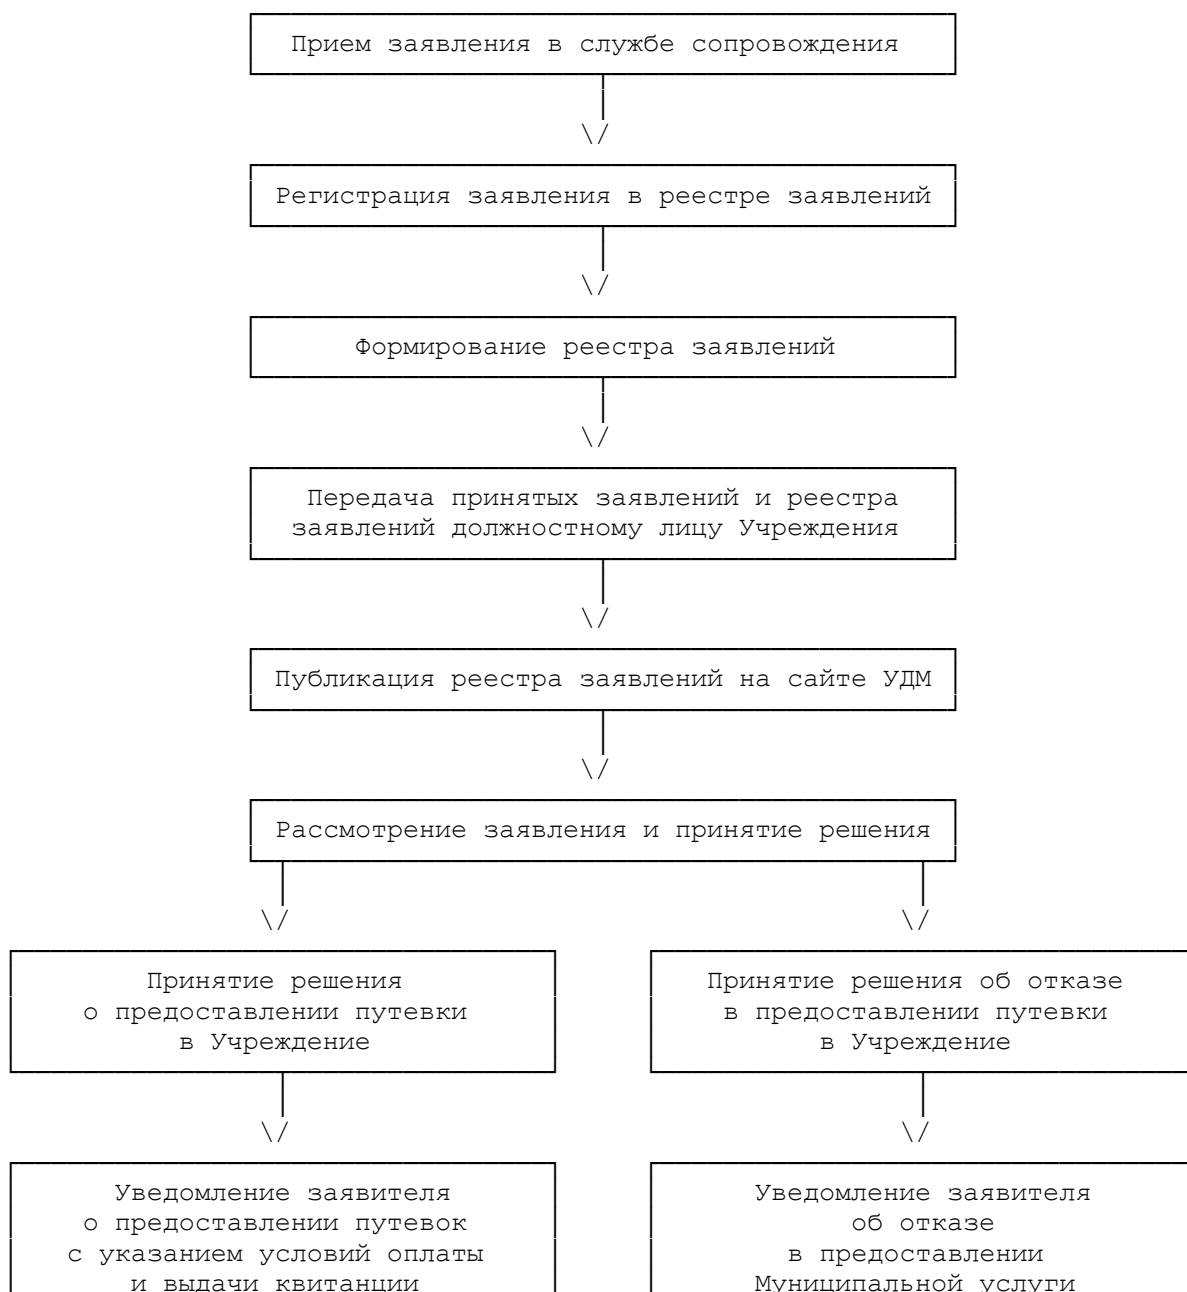 Прием заявления в службе сопровождения
Регистрация заявления в реестре заявлений
Формирование реестра заявлений
Передача принятых заявлений и реестра
заявлений должностному лицу Учреждения
Публикация реестра заявлений на сайте УДМ
Рассмотрение заявления и принятие решения
Принятие решения
о предоставлении путевки
в Учреждение
Принятие решения об отказе
в предоставлении путевки
в Учреждение
Уведомление заявителя
о предоставлении путевок
с указанием условий оплаты
и выдачи квитанции
Уведомление заявителя
об отказе
в предоставлении
Муниципальной услуги